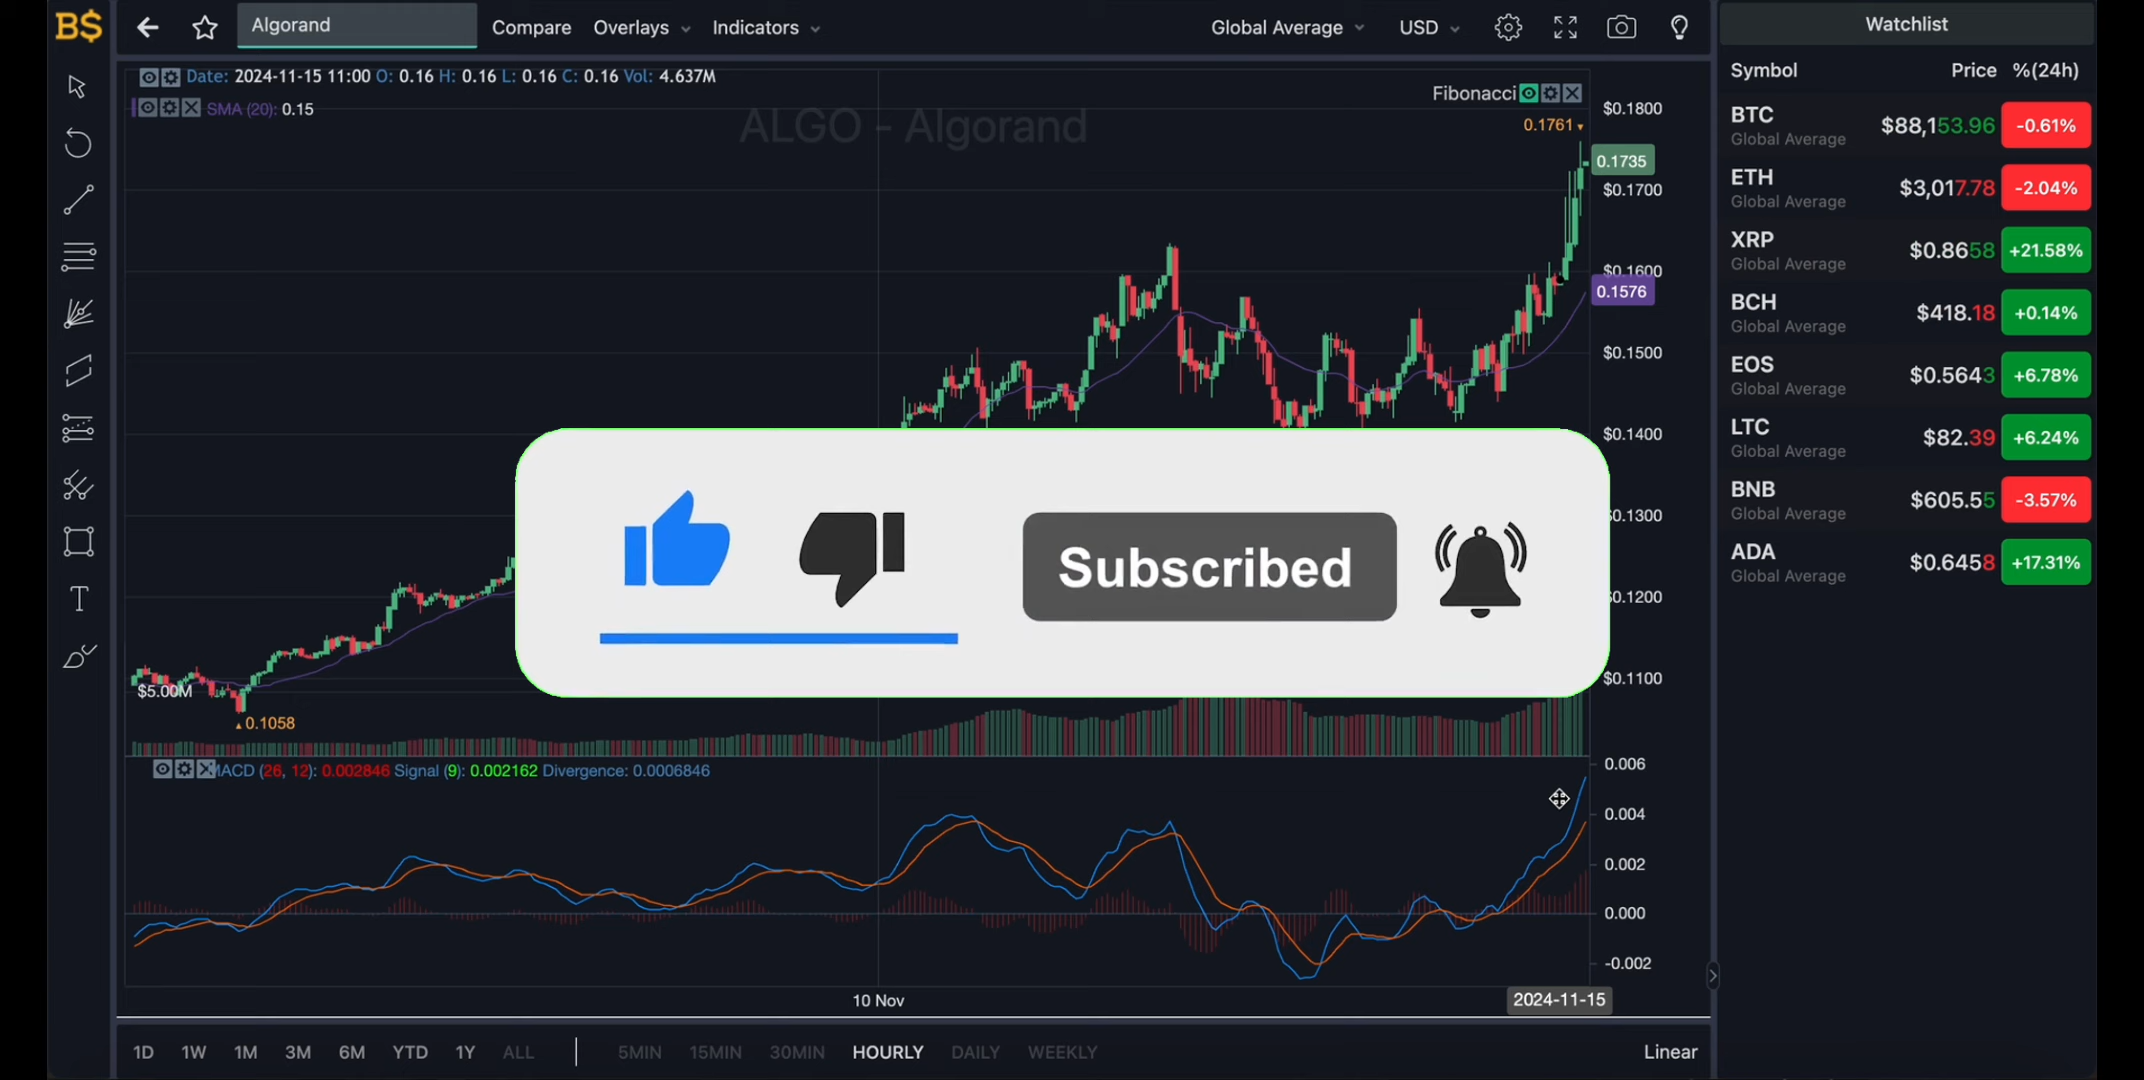 B$
Algorand
Compare
Overlays
Indicators
Global Average
USD
Watchlist
Date: 2024-11-15 11:00 O: 0.16 H: 0.16 L: 0.16 C: 0.16 Vol: 4.637M
SMA (20): 0.15
ALGO - Algorand
Fibonacci
0.1761
$0.1800
0.1735
$0.1700
$0.1600
0.1576
$0.1500
$0.1400
$0.1300
$0.1200
$0.1100
$5.00M
0.1058
Subscribed
MACD (26, 12): 0.002846 Signal (9): 0.002162 Divergence: 0.0006846
0.006
0.004
0.002
0.000
-0.002
10 Nov
2024-11-15
1D 1W 1M 3M 6M YTD 1Y ALL
5MIN 15MIN 30MIN HOURLY DAILY WEEKLY
Linear
Symbol Price %(24h)
BTC $88,153.96 -0.61%
Global Average
ETH $3,017.78 -2.04%
Global Average
XRP $0.8658 +21.58%
Global Average
BCH $418.18 +0.14%
Global Average
EOS $0.5643 +6.78%
Global Average
LTC $82.39 +6.24%
Global Average
BNB $605.55 -3.57%
Global Average
ADA $0.6458 +17.31%
Global Average